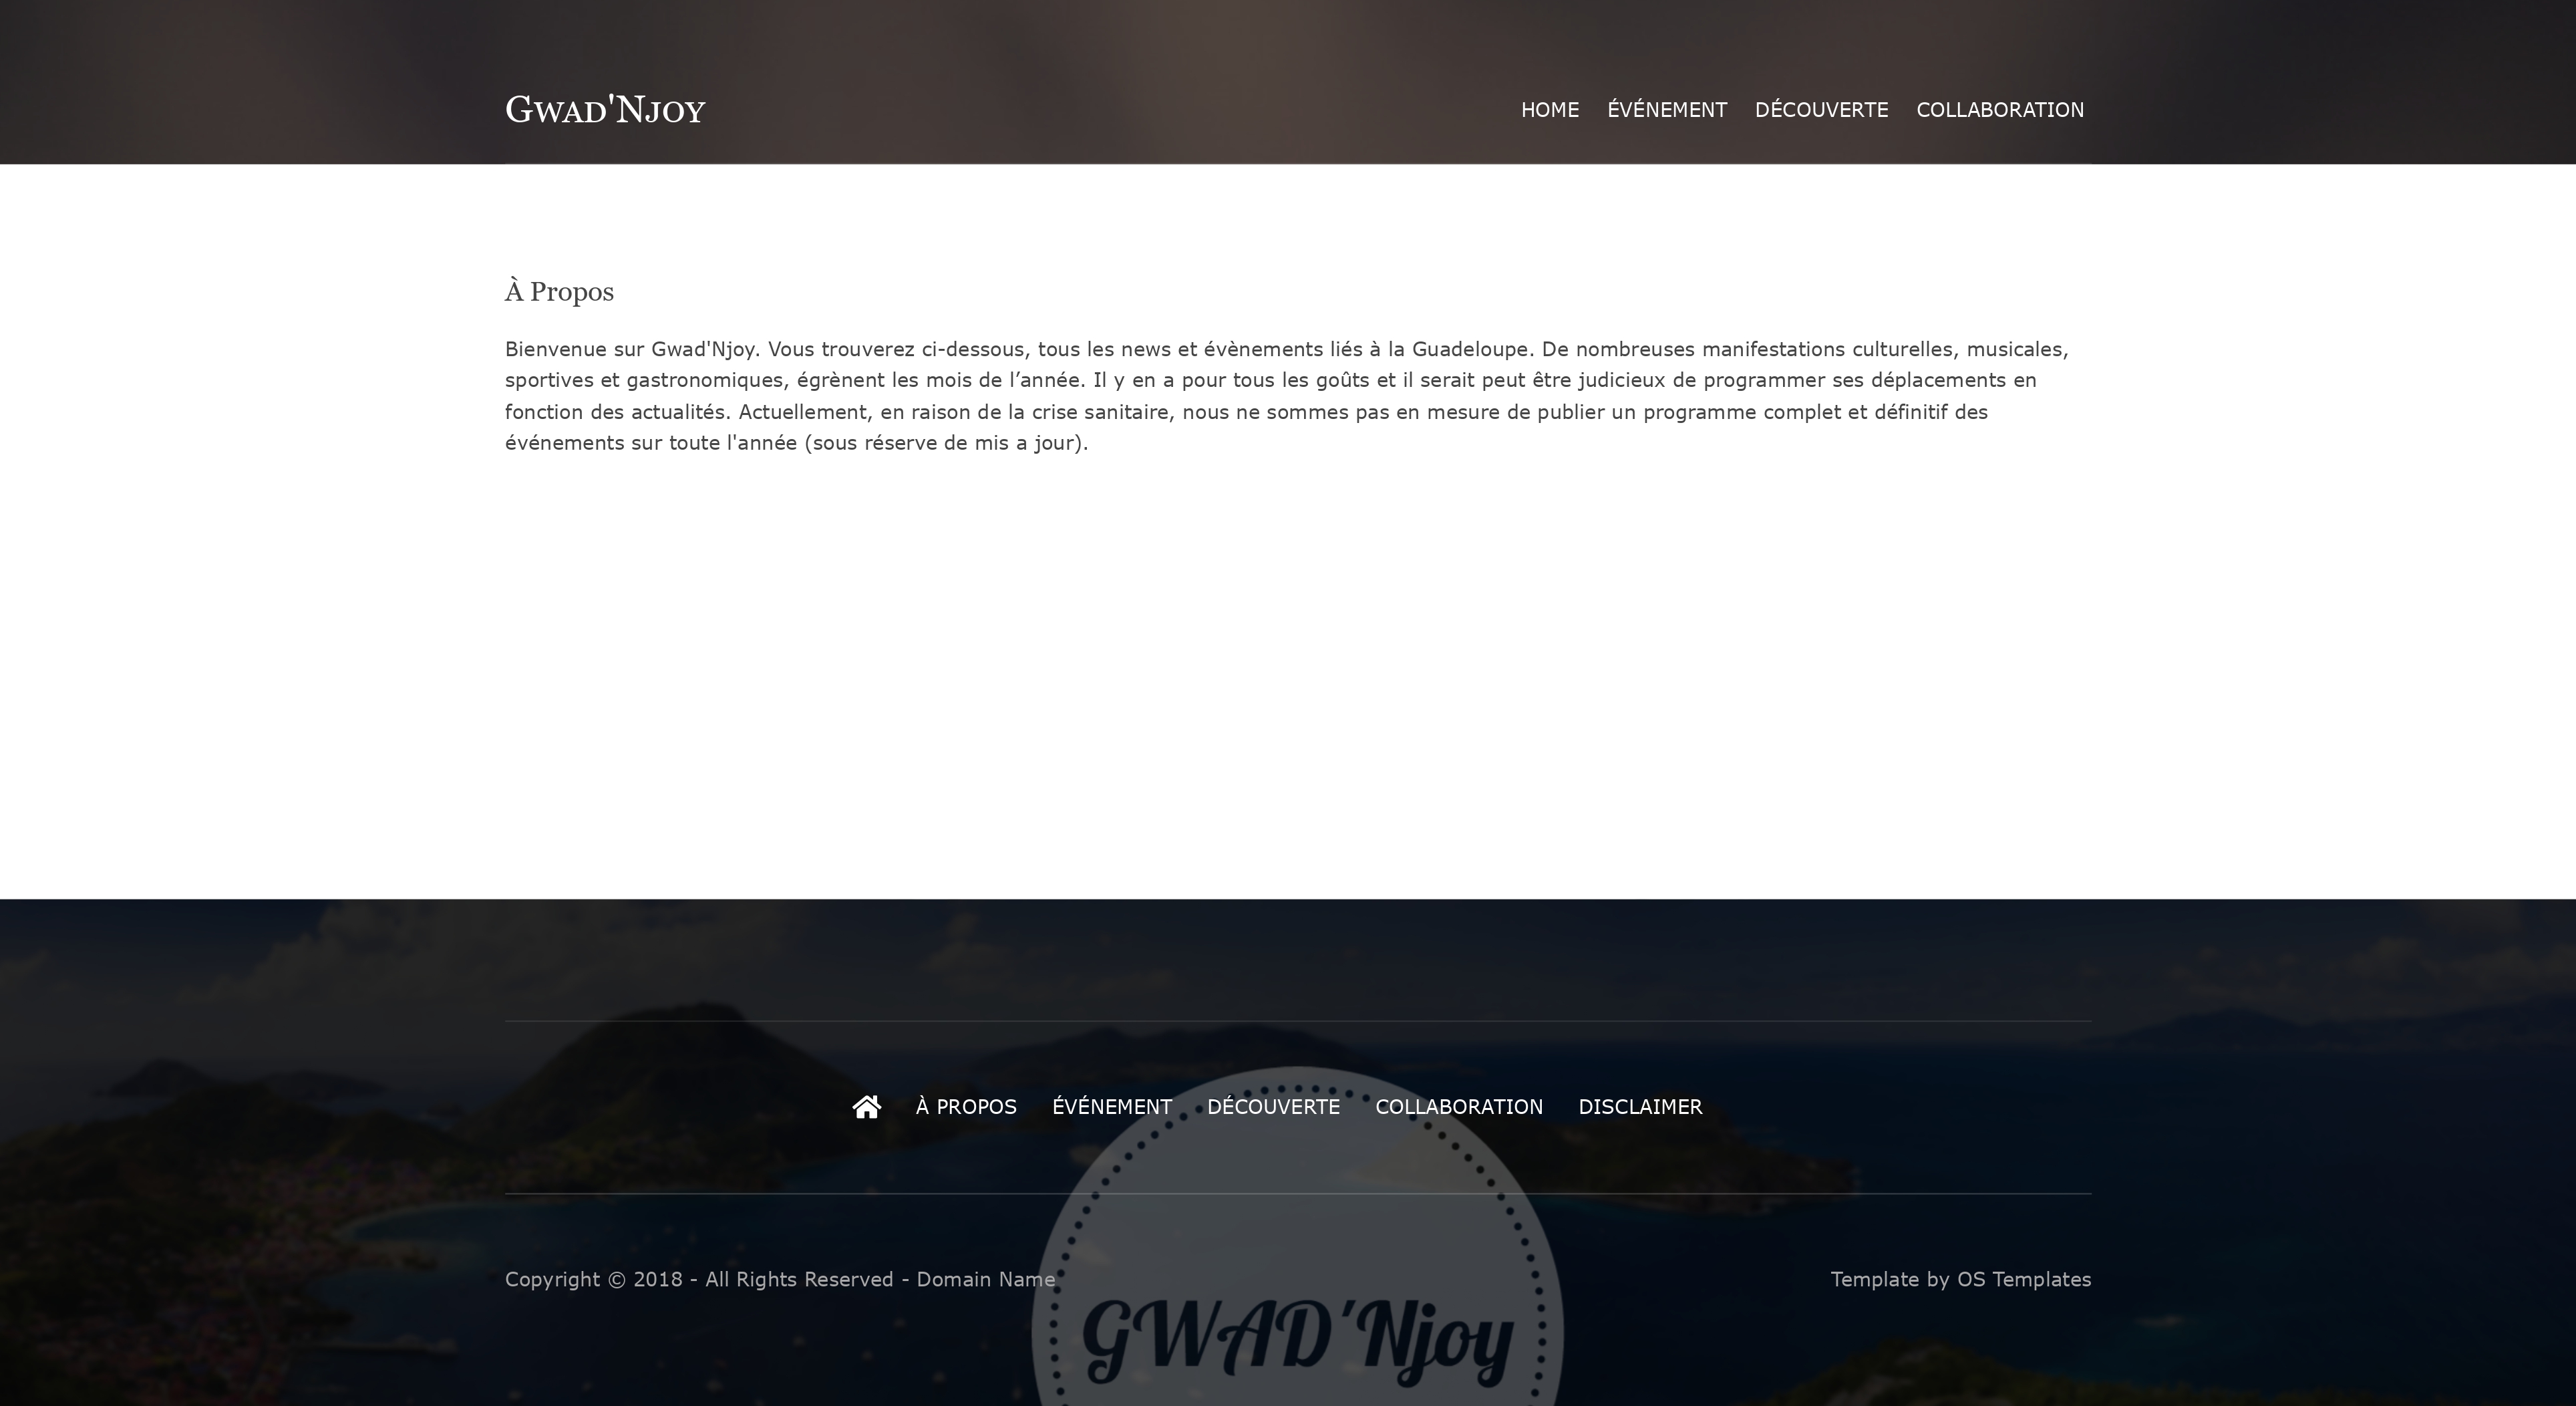 Gwad'Njoy
HOME ÉVÉNEMENT DÉCOUVERTE COLLABORATION
À Propos
Bienvenue sur Gwad'Njoy. Vous trouverez ci-dessous, tous les news et évènements liés à la Guadeloupe. De nombreuses manifestations culturelles, musicales,
sportives et gastronomiques, égrènent les mois de l’année. Il y en a pour tous les goûts et il serait peut être judicieux de programmer ses déplacements en
fonction des actualités. Actuellement, en raison de la crise sanitaire, nous ne sommes pas en mesure de publier un programme complet et définitif des
événements sur toute l'année (sous réserve de mis a jour).
À PROPOS ÉVÉNEMENT DÉCOUVERTE COLLABORATION DISCLAIMER
Copyright © 2018 - All Rights Reserved - Domain Name
Template by OS Templates
GWAD'Njoy